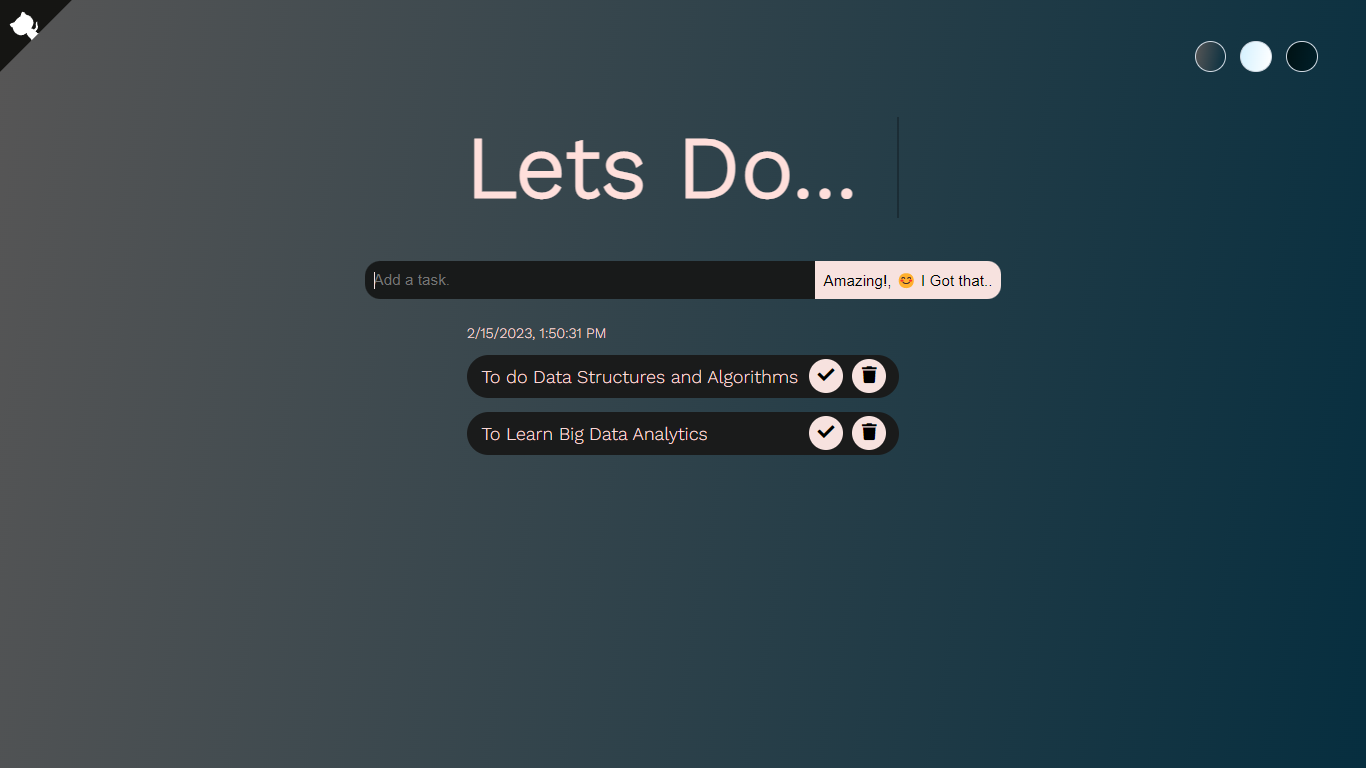 Lets Do...
Add a task.
Amazing!, 😊 I Got that..
2/15/2023, 1:50:31 PM
To do Data Structures and Algorithms
To Learn Big Data Analytics